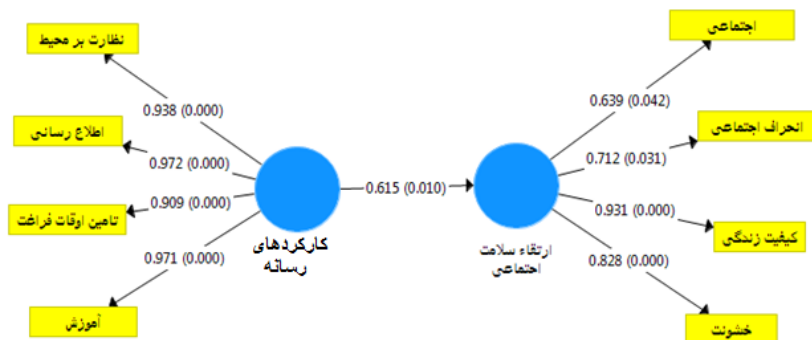 نظارت بر محیط
0.938 (0.000)
اطلاع رسانی
0.972 (0.000)
تامین اوقات فراغت
0.909 (0.000)
آموزش
0.971 (0.000)
کارکردهای
رسانه
0.615 (0.010)
ارتقاء سلامت
اجتماعی
اجتماعی
0.639 (0.042)
انحراف اجتماعی
0.712 (0.031)
کیفیت زندگی
0.931 (0.000)
خشونت
0.828 (0.000)